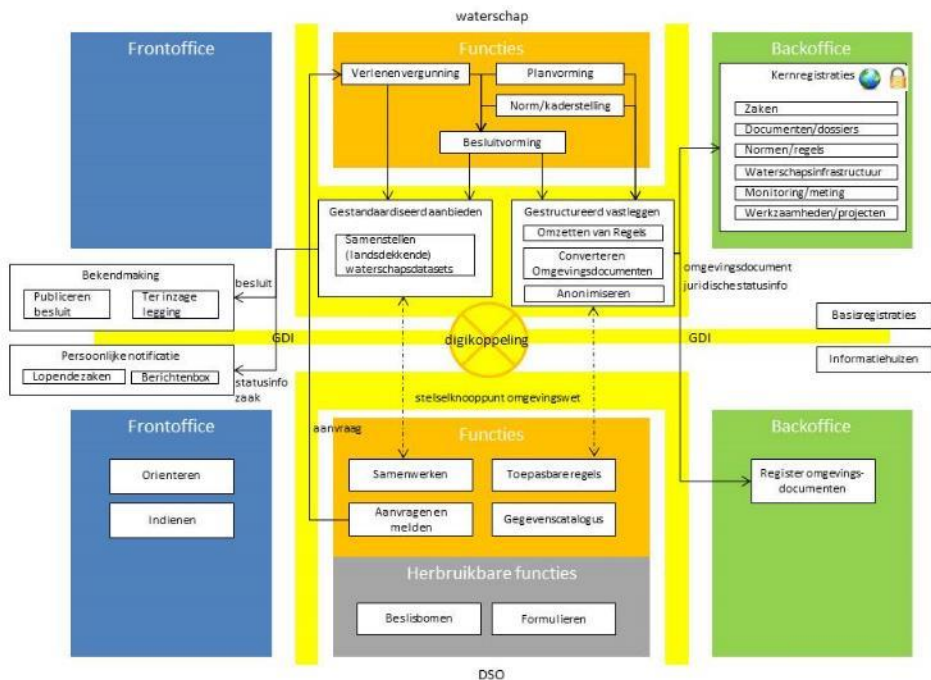 waterschap
Frontoffice
Functies
Backoffice
Verlenenvergunning
Planvorming
Norm/kaderstelling
Besluitvorming
Kernregistraties
Zaken
Documenten/dossiers
Normen/regels
Waterschapsinfrastructuur
Monitoring/meting
Werkzaamheden/projecten
Gestandaardiseerd aanbieden
Samenstellen
(landsdekkende)
waterschapsdatasets
Gestructureerd vastleggen
Omzetten van Regels
Converteren
Omgevingsdocumenten
Anonimiseren
omgevingsdocument
juridische statusinfo
Bekendmaking
Publiceren
besluit
Ter inzage
legging
besluit
GDI
digikoppeling
GDI
Basisregistraties
Informatiehuizen
Persoonlijke notificatie
Lopende zaken
Berichtenbox
statusinfo
zaak
stelselknooppunt omgevingswet
aanvraag
Frontoffice
Orienteren
Indienen
Functies
Samenwerken
Toepasbare regels
Aanvragen en
melden
Gegevenscatalogus
Backoffice
Register omgevings-
documenten
Herbruikbare functies
Beslisbomen
Formulieren
DSO